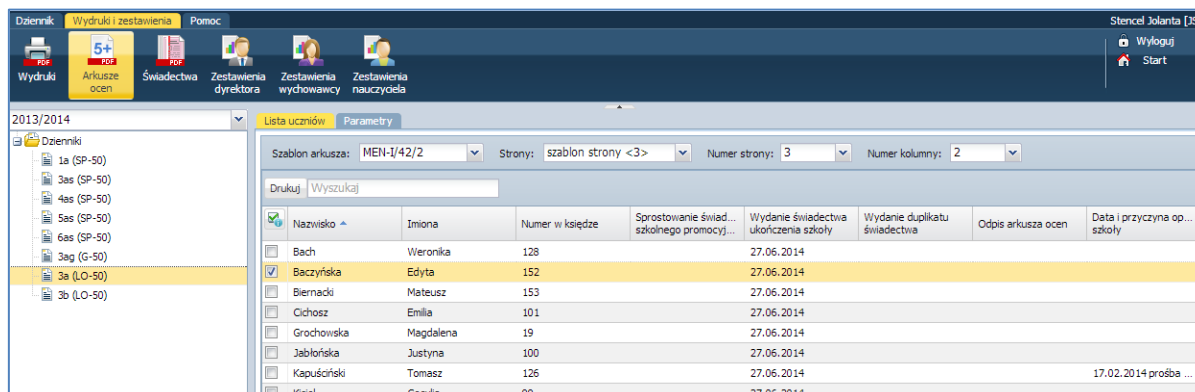 Dziennik Wydruki i zestawienia Pomoc Stencel Jolanta [JS
5+
PDF PDF PDF
Wydruki Arkusze ocen Świadectwa Zestawienia dyrektora Zestawienia wychowawcy Zestawienia nauczyciela
Wyloguj
Start
2013/2014
Dzienniki
1a (SP-50)
3as (SP-50)
4as (SP-50)
5as (SP-50)
6as (SP-50)
3ag (G-50)
3a (LO-50)
3b (LO-50)
Lista uczniów Parametry
Szablon arkusza: MEN-I/42/2 Strony: szablon strony <3> Numer strony: 3 Numer kolumny: 2
Drukuj Wyszukaj
Nazwisko Imiona Numer w księdze Sprostowanie świad... szkolnego promocyj... Wydanie świadectwa ukończenia szkoły Wydanie duplikatu świadectwa Odpis arkusza ocen Data i przyczyna op... szkoły
Bach Weronika 128 27.06.2014
Baczyńska Edyta 152 27.06.2014
Biernacki Mateusz 153 27.06.2014
Cichosz Emilia 101 27.06.2014
Grochowska Magdalena 19 27.06.2014
Jabłońska Justyna 100 27.06.2014
Kapuściński Tomasz 126 27.06.2014 17.02.2014 prośba ...